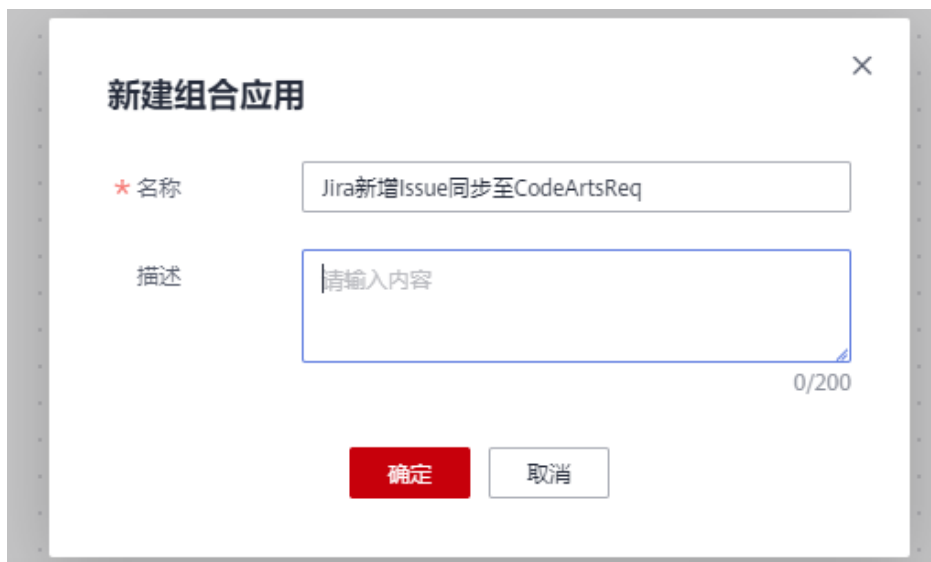 新建组合应用
* 名称
Jira新增Issue同步至CodeArtsReq
描述
请输入内容
0/200
确定
取消